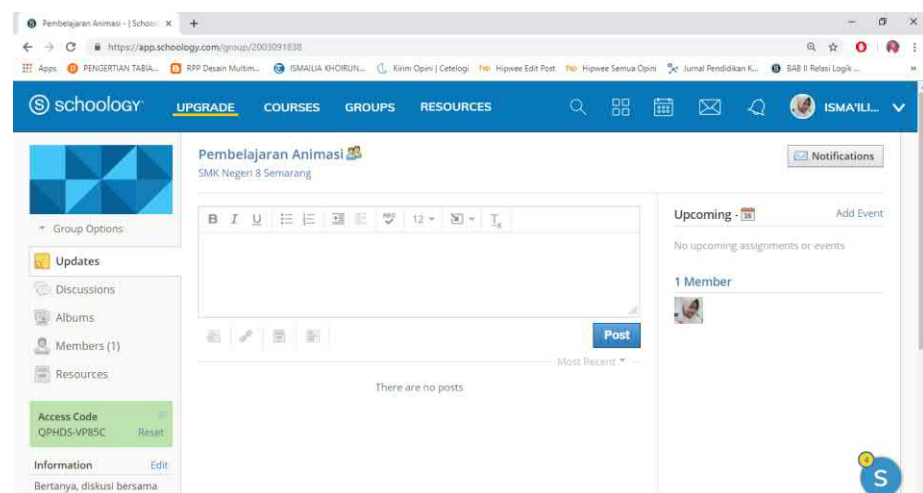 Pembelajaran Animasi - | School
https://app.schoology.com/group/2003091838
Apps PENGERTIAN TABIA... RPP Desain Multim... ISMAILIA KHOIRUN... Kirim Opini | Cetelogi Hipwee Edit Post Hipwee Semua Opini Jurnal Pendidikan K... BAB II Relasi Logik ...
S schoology UPGRADE COURSES GROUPS RESOURCES ISMA'ILI...
Pembelajaran Animasi
SMK Negeri 8 Semarang
Notifications
Group Options
Updates
Discussions
Albums
Members (1)
Resources
Access Code
QPHDS-VP85C Reset
Information Edit
Bertanya, diskusi bersama
B I U ABC 12
Post
Most Recent
There are no posts
Upcoming - Add Event
No upcoming assignments or events
1 Member
4
S